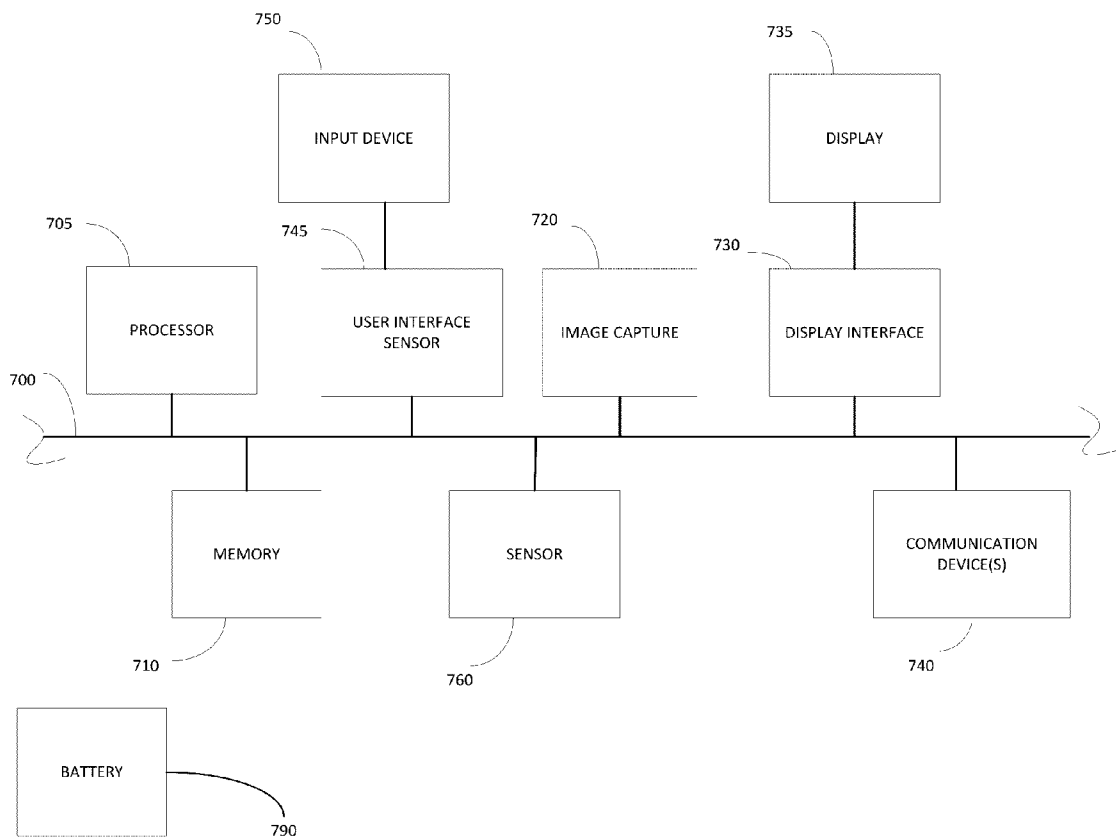 750
735
INPUT DEVICE
DISPLAY
705
745
720
730
PROCESSOR
USER INTERFACE
SENSOR
IMAGE CAPTURE
DISPLAY INTERFACE
700
MEMORY
SENSOR
COMMUNICATION
DEVICE(S)
710
760
740
BATTERY
790